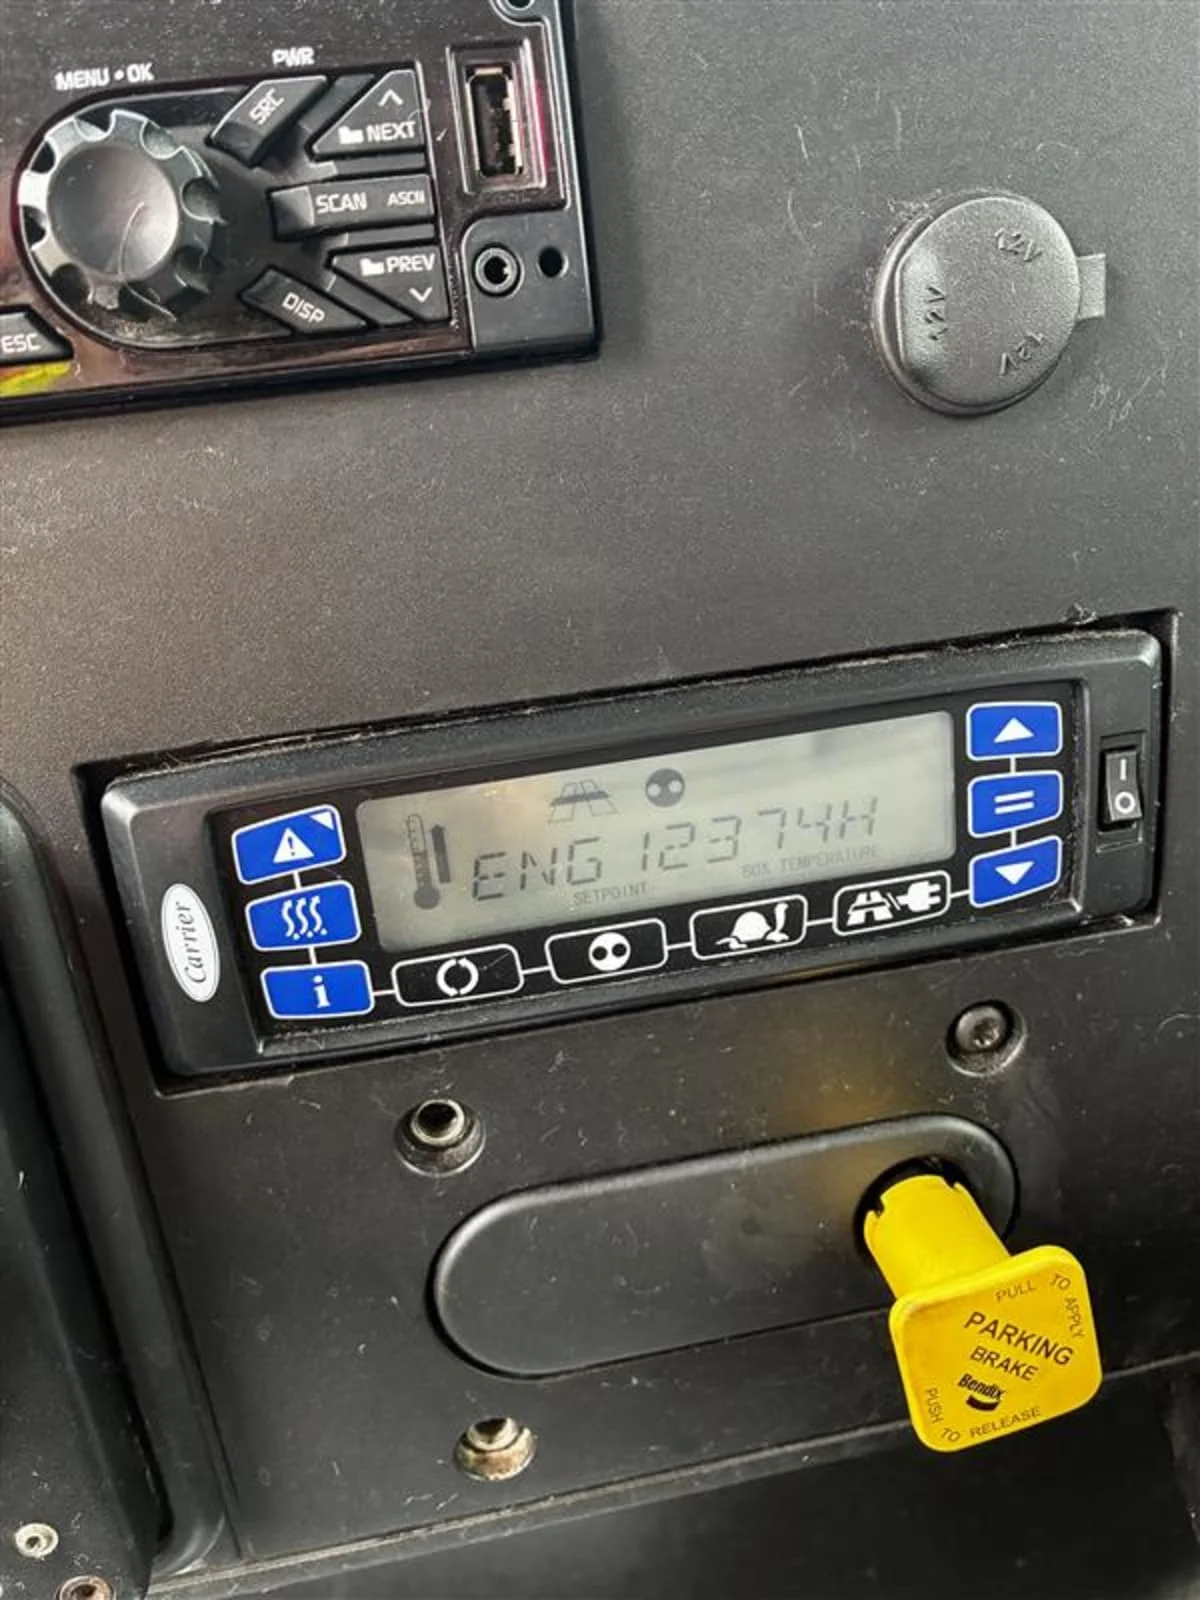 MENU • OK
PWR
SRC
NEXT
SCAN ASCN
PREV
DISP
ESC
12V
12V
12V
ENG 12374H
SETPOINT
BOX TEMPERATURE
Carrier
i
I
O
PULL TO APPLY
PARKING
BRAKE
Bendix
PUSH TO RELEASE